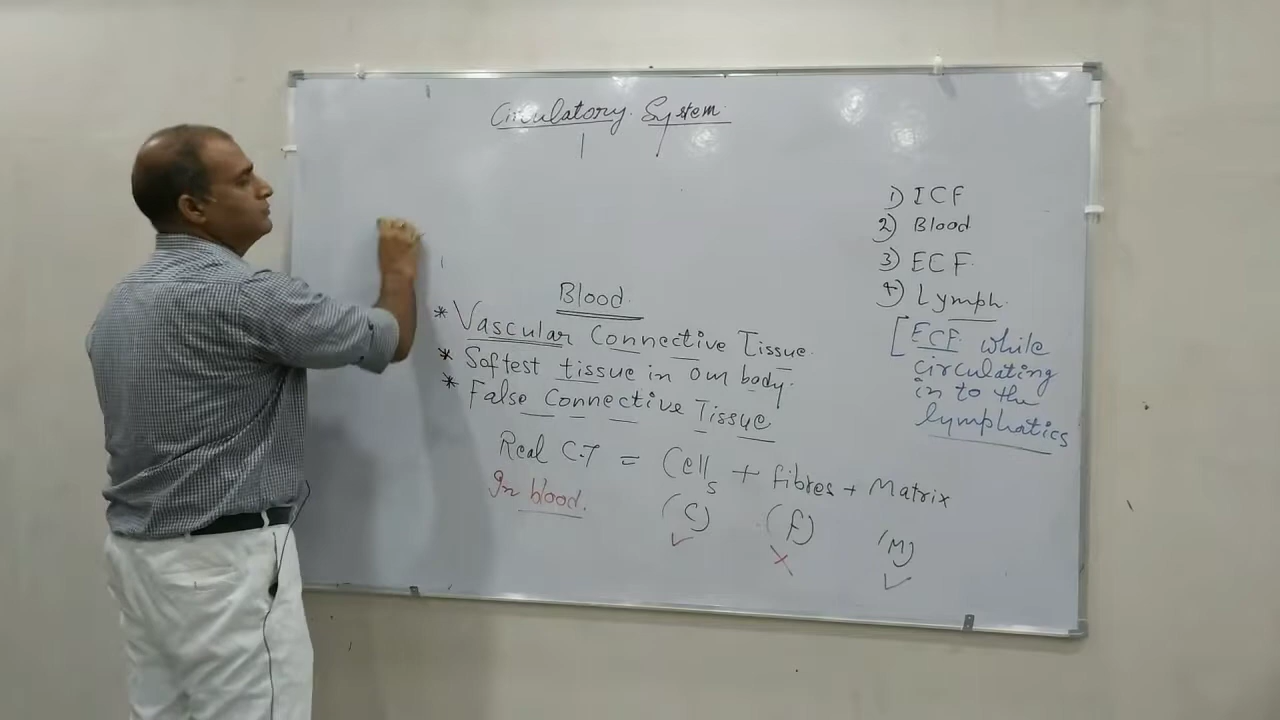 Circulatory System
1) ICF
2) Blood
3) ECF
4) Lymph
[ECF while
circulating
in to the
lymphatics
Blood
* Vascular Connective Tissue
* Softest tissue in our body.
* False Connective Tissue
Real C.T = Cells + fibres + Matrix
In blood.
(C) (f) (M)
✓ X ✓